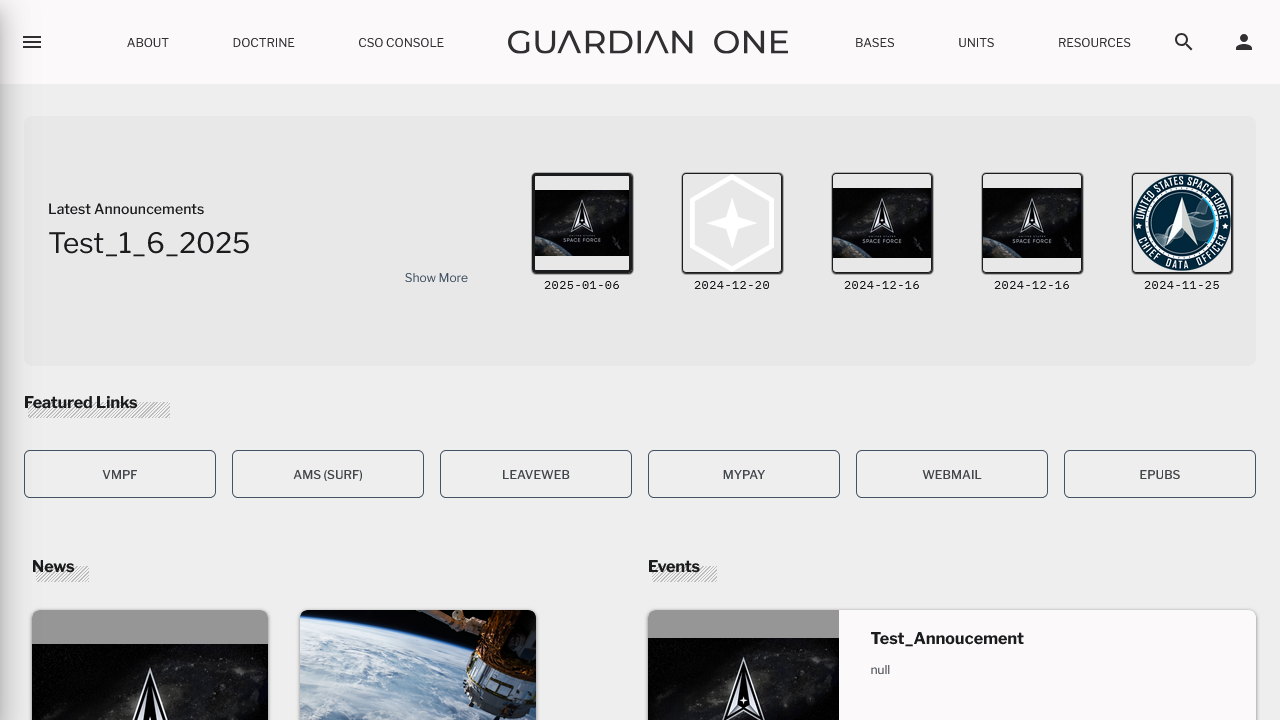 ABOUT
DOCTRINE
CSO CONSOLE
GUARDIAN ONE
BASES
UNITS
RESOURCES
Latest Announcements
Test_1_6_2025
Show More
SPACE FORCE
2025-01-06
2024-12-20
SPACE FORCE
2024-12-16
SPACE FORCE
2024-12-16
UNITED STATES SPACE FORCE
CHIEF DATA OFFICER
2024-11-25
Featured Links
VMPF
AMS (SURF)
LEAVEWEB
MYPAY
WEBMAIL
EPUBS
News
Events
Test_Annoucement
null